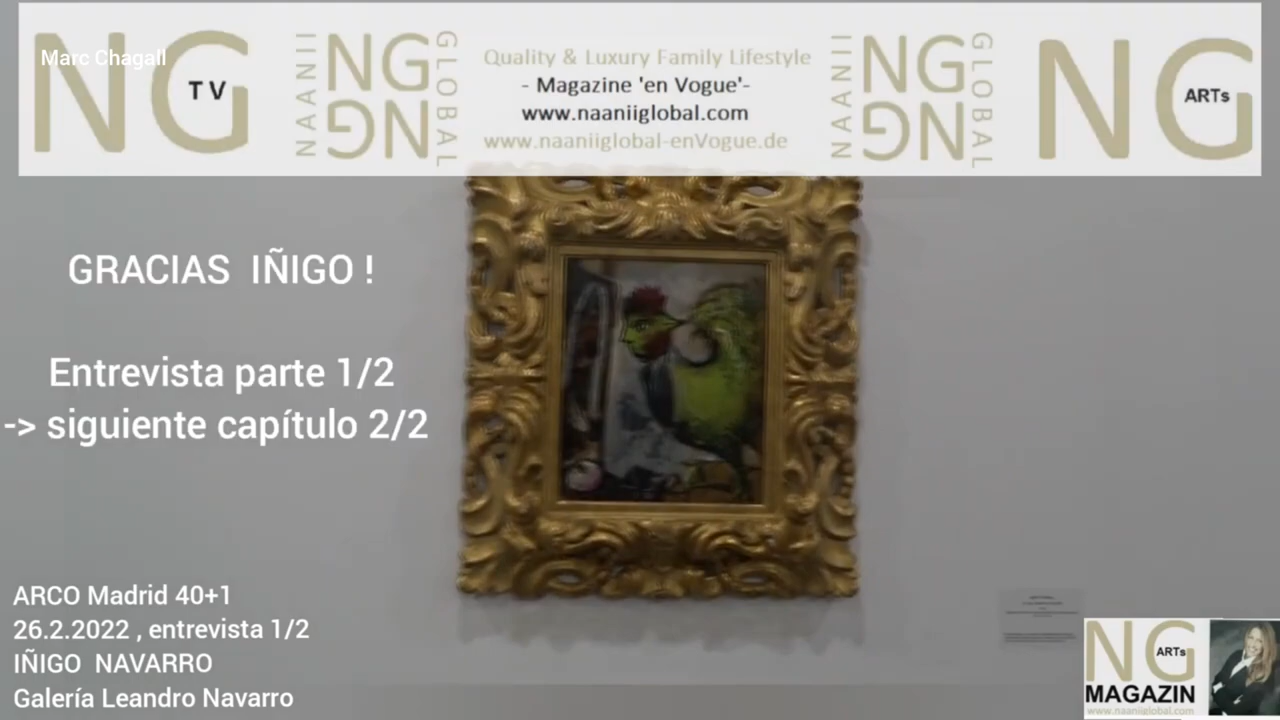 Marc Chagall
NG
TV
NAANII
NG
NG
GLOBAL
Quality & Luxury Family Lifestyle
- Magazine 'en Vogue'-
www.naaniiglobal.com
www.naaniiglobal-enVogue.de
NAANII
NG
NG
GLOBAL
NG
ARTs
GRACIAS IÑIGO !
Entrevista parte 1/2
-> siguiente capítulo 2/2
ARCO Madrid 40+1
26.2.2022 , entrevista 1/2
IÑIGO NAVARRO
Galería Leandro Navarro
NG
ARTs
MAGAZIN
www.naaniiglobal.com